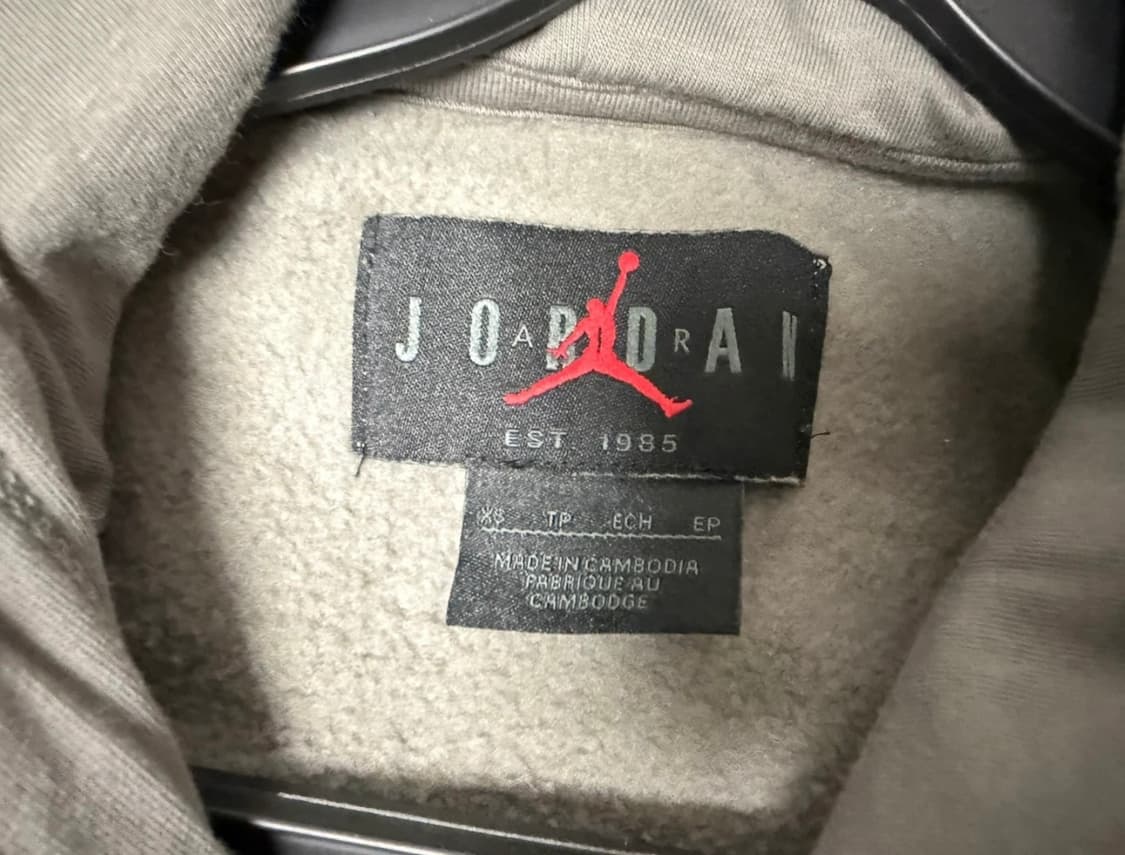 JORDAN
AIR
EST 1985
XS TP ECH EP
MADE IN CAMBODIA
FABRIQUE AU
CAMBODGE